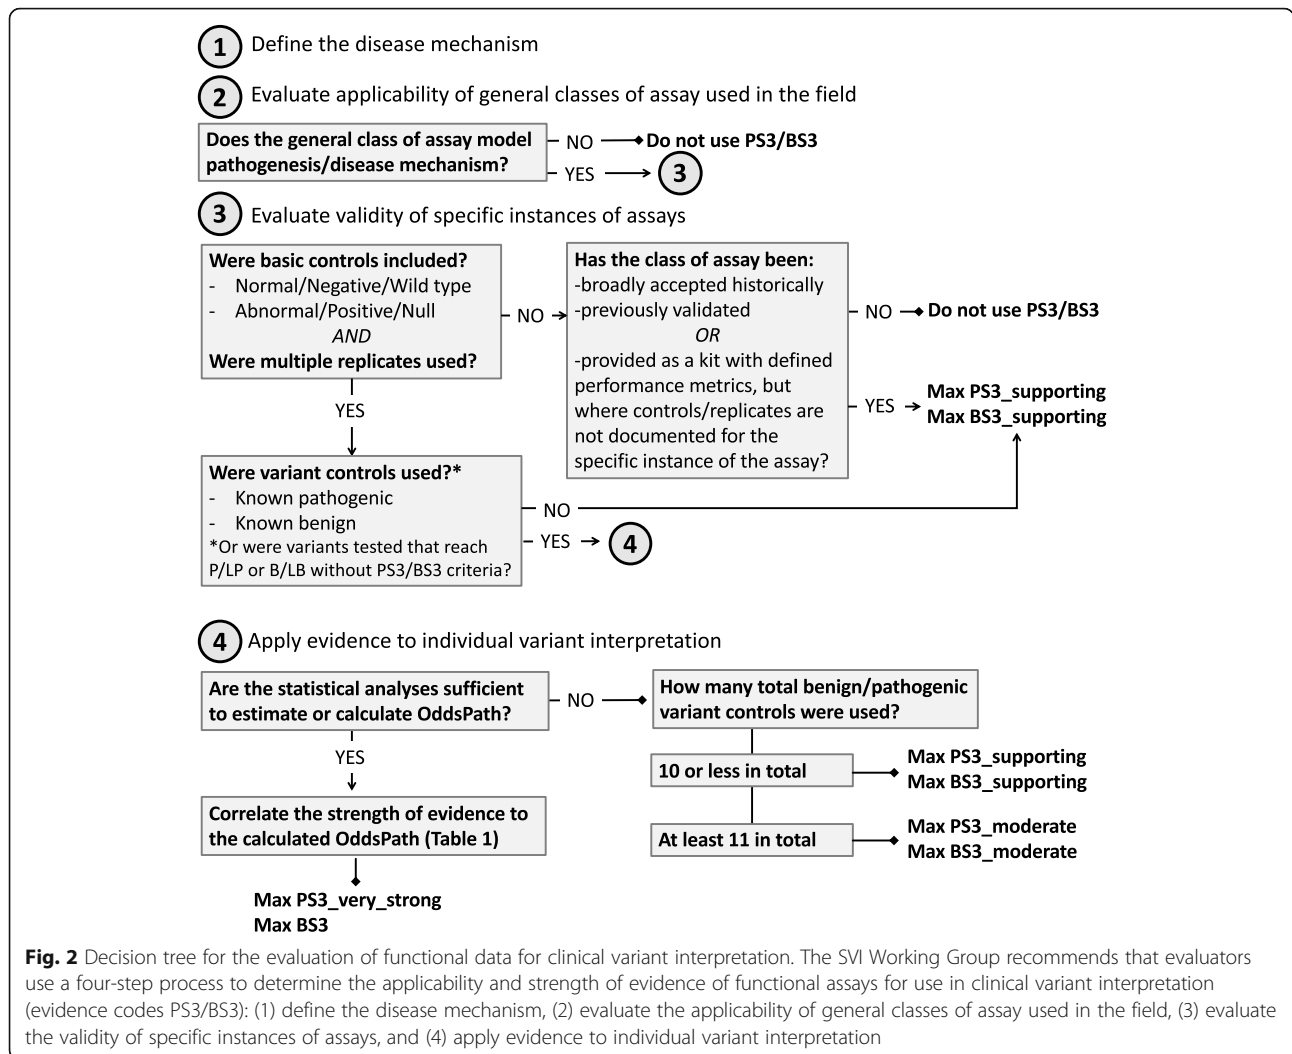 1 Define the disease mechanism
2 Evaluate applicability of general classes of assay used in the field
Does the general class of assay model
pathogenesis/disease mechanism?
NO
Do not use PS3/BS3
YES
3
3 Evaluate validity of specific instances of assays
Were basic controls included?
- Normal/Negative/Wild type
- Abnormal/Positive/Null
AND
Were multiple replicates used?
NO
Has the class of assay been:
-broadly accepted historically
-previously validated
OR
-provided as a kit with defined
performance metrics, but
where controls/replicates are
not documented for the
specific instance of the assay?
NO
Do not use PS3/BS3
YES
Max PS3_supporting
Max BS3_supporting
YES
Were variant controls used?*
- Known pathogenic
- Known benign
*Or were variants tested that reach
P/LP or B/LB without PS3/BS3 criteria?
NO
YES
4
4 Apply evidence to individual variant interpretation
Are the statistical analyses sufficient
to estimate or calculate OddsPath?
NO
How many total benign/pathogenic
variant controls were used?
YES
10 or less in total
Max PS3_supporting
Max BS3_supporting
Correlate the strength of evidence to
the calculated OddsPath (Table 1)
At least 11 in total
Max PS3_moderate
Max BS3_moderate
Max PS3_very_strong
Max BS3
Fig. 2 Decision tree for the evaluation of functional data for clinical variant interpretation. The SVI Working Group recommends that evaluators
use a four-step process to determine the applicability and strength of evidence of functional assays for use in clinical variant interpretation
(evidence codes PS3/BS3): (1) define the disease mechanism, (2) evaluate the applicability of general classes of assay used in the field, (3) evaluate
the validity of specific instances of assays, and (4) apply evidence to individual variant interpretation